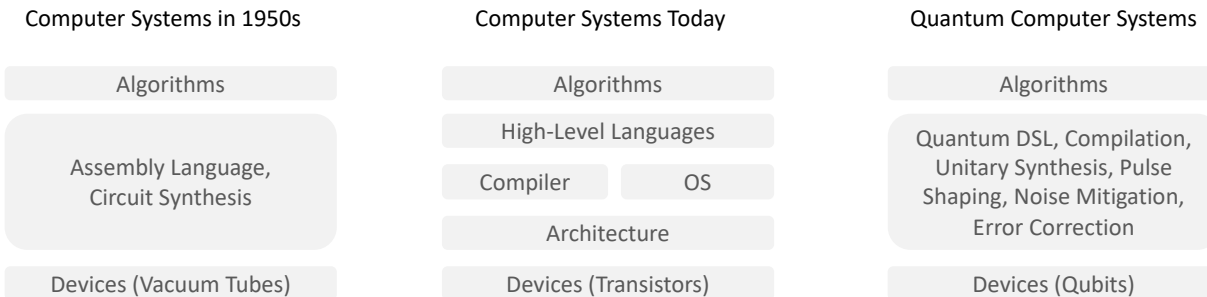 Computer Systems in 1950s
Algorithms
Assembly Language,
Circuit Synthesis
Devices (Vacuum Tubes)
Computer Systems Today
Algorithms
High-Level Languages
Compiler
OS
Architecture
Devices (Transistors)
Quantum Computer Systems
Algorithms
Quantum DSL, Compilation,
Unitary Synthesis, Pulse
Shaping, Noise Mitigation,
Error Correction
Devices (Qubits)